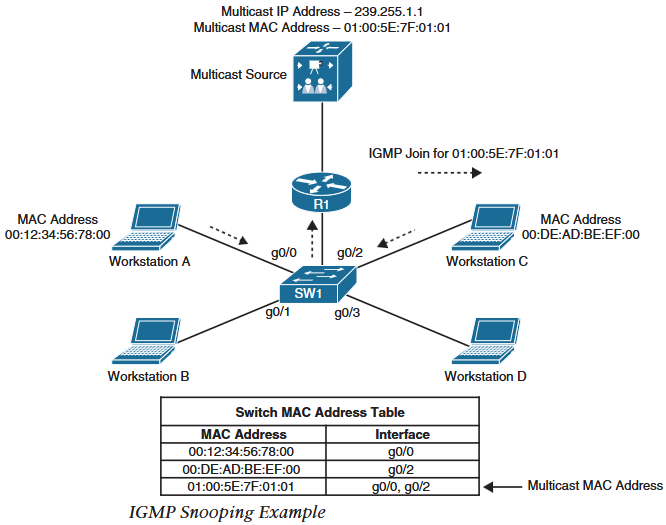 Multicast IP Address – 239.255.1.1
Multicast MAC Address – 01:00:5E:7F:01:01
Multicast Source
IGMP Join for 01:00:5E:7F:01:01
R1
MAC Address
00:12:34:56:78:00
MAC Address
00:DE:AD:BE:EF:00
Workstation A
g0/0
g0/2
Workstation C
SW1
g0/1
g0/3
Workstation B
Workstation D
Switch MAC Address Table
MAC Address Interface
00:12:34:56:78:00 g0/0
00:DE:AD:BE:EF:00 g0/2
01:00:5E:7F:01:01 g0/0, g0/2
Multicast MAC Address
IGMP Snooping Example